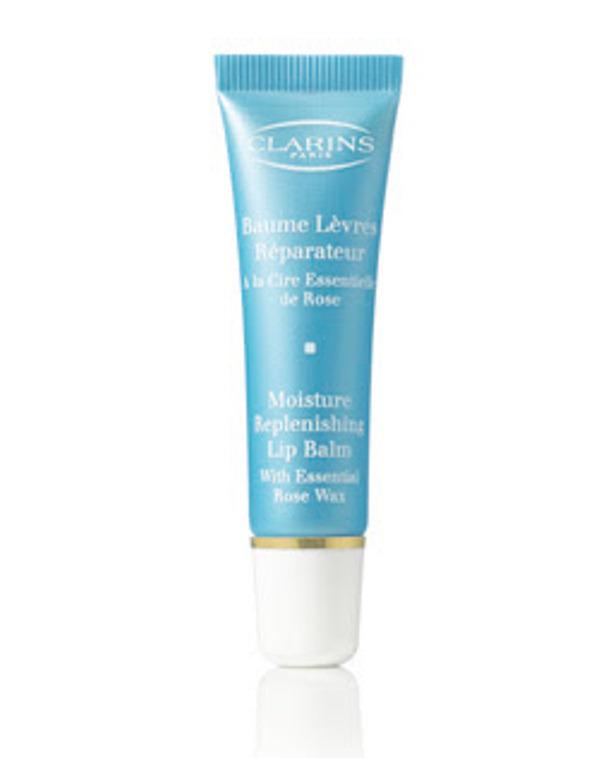 CLARINS
PARIS
Baume Lèvres
Réparateur
A la Cire Essentielle
de Rose
Moisture
Replenishing
Lip Balm
With Essential
Rose Wax